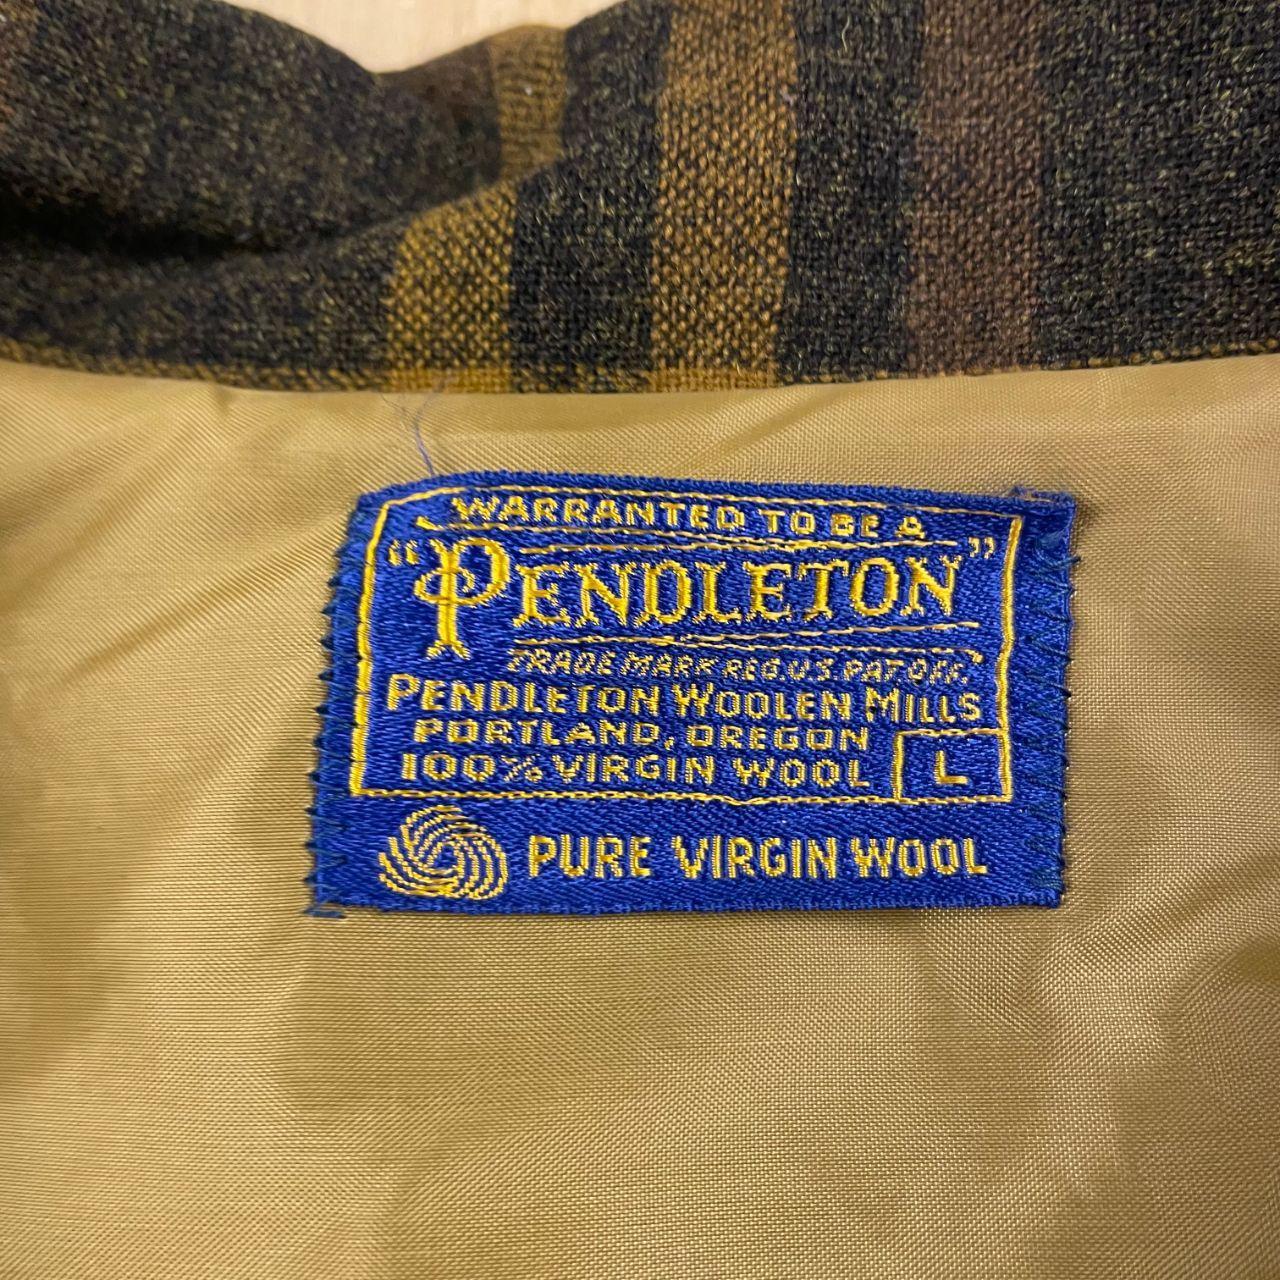 WARRANTED TO BE A
"PENDLETON"
TRADE MARK REG. U.S. PAT. OFF.
PENDLETON WOOLEN MILLS
PORTLAND, OREGON
100% VIRGIN WOOL L
PURE VIRGIN WOOL